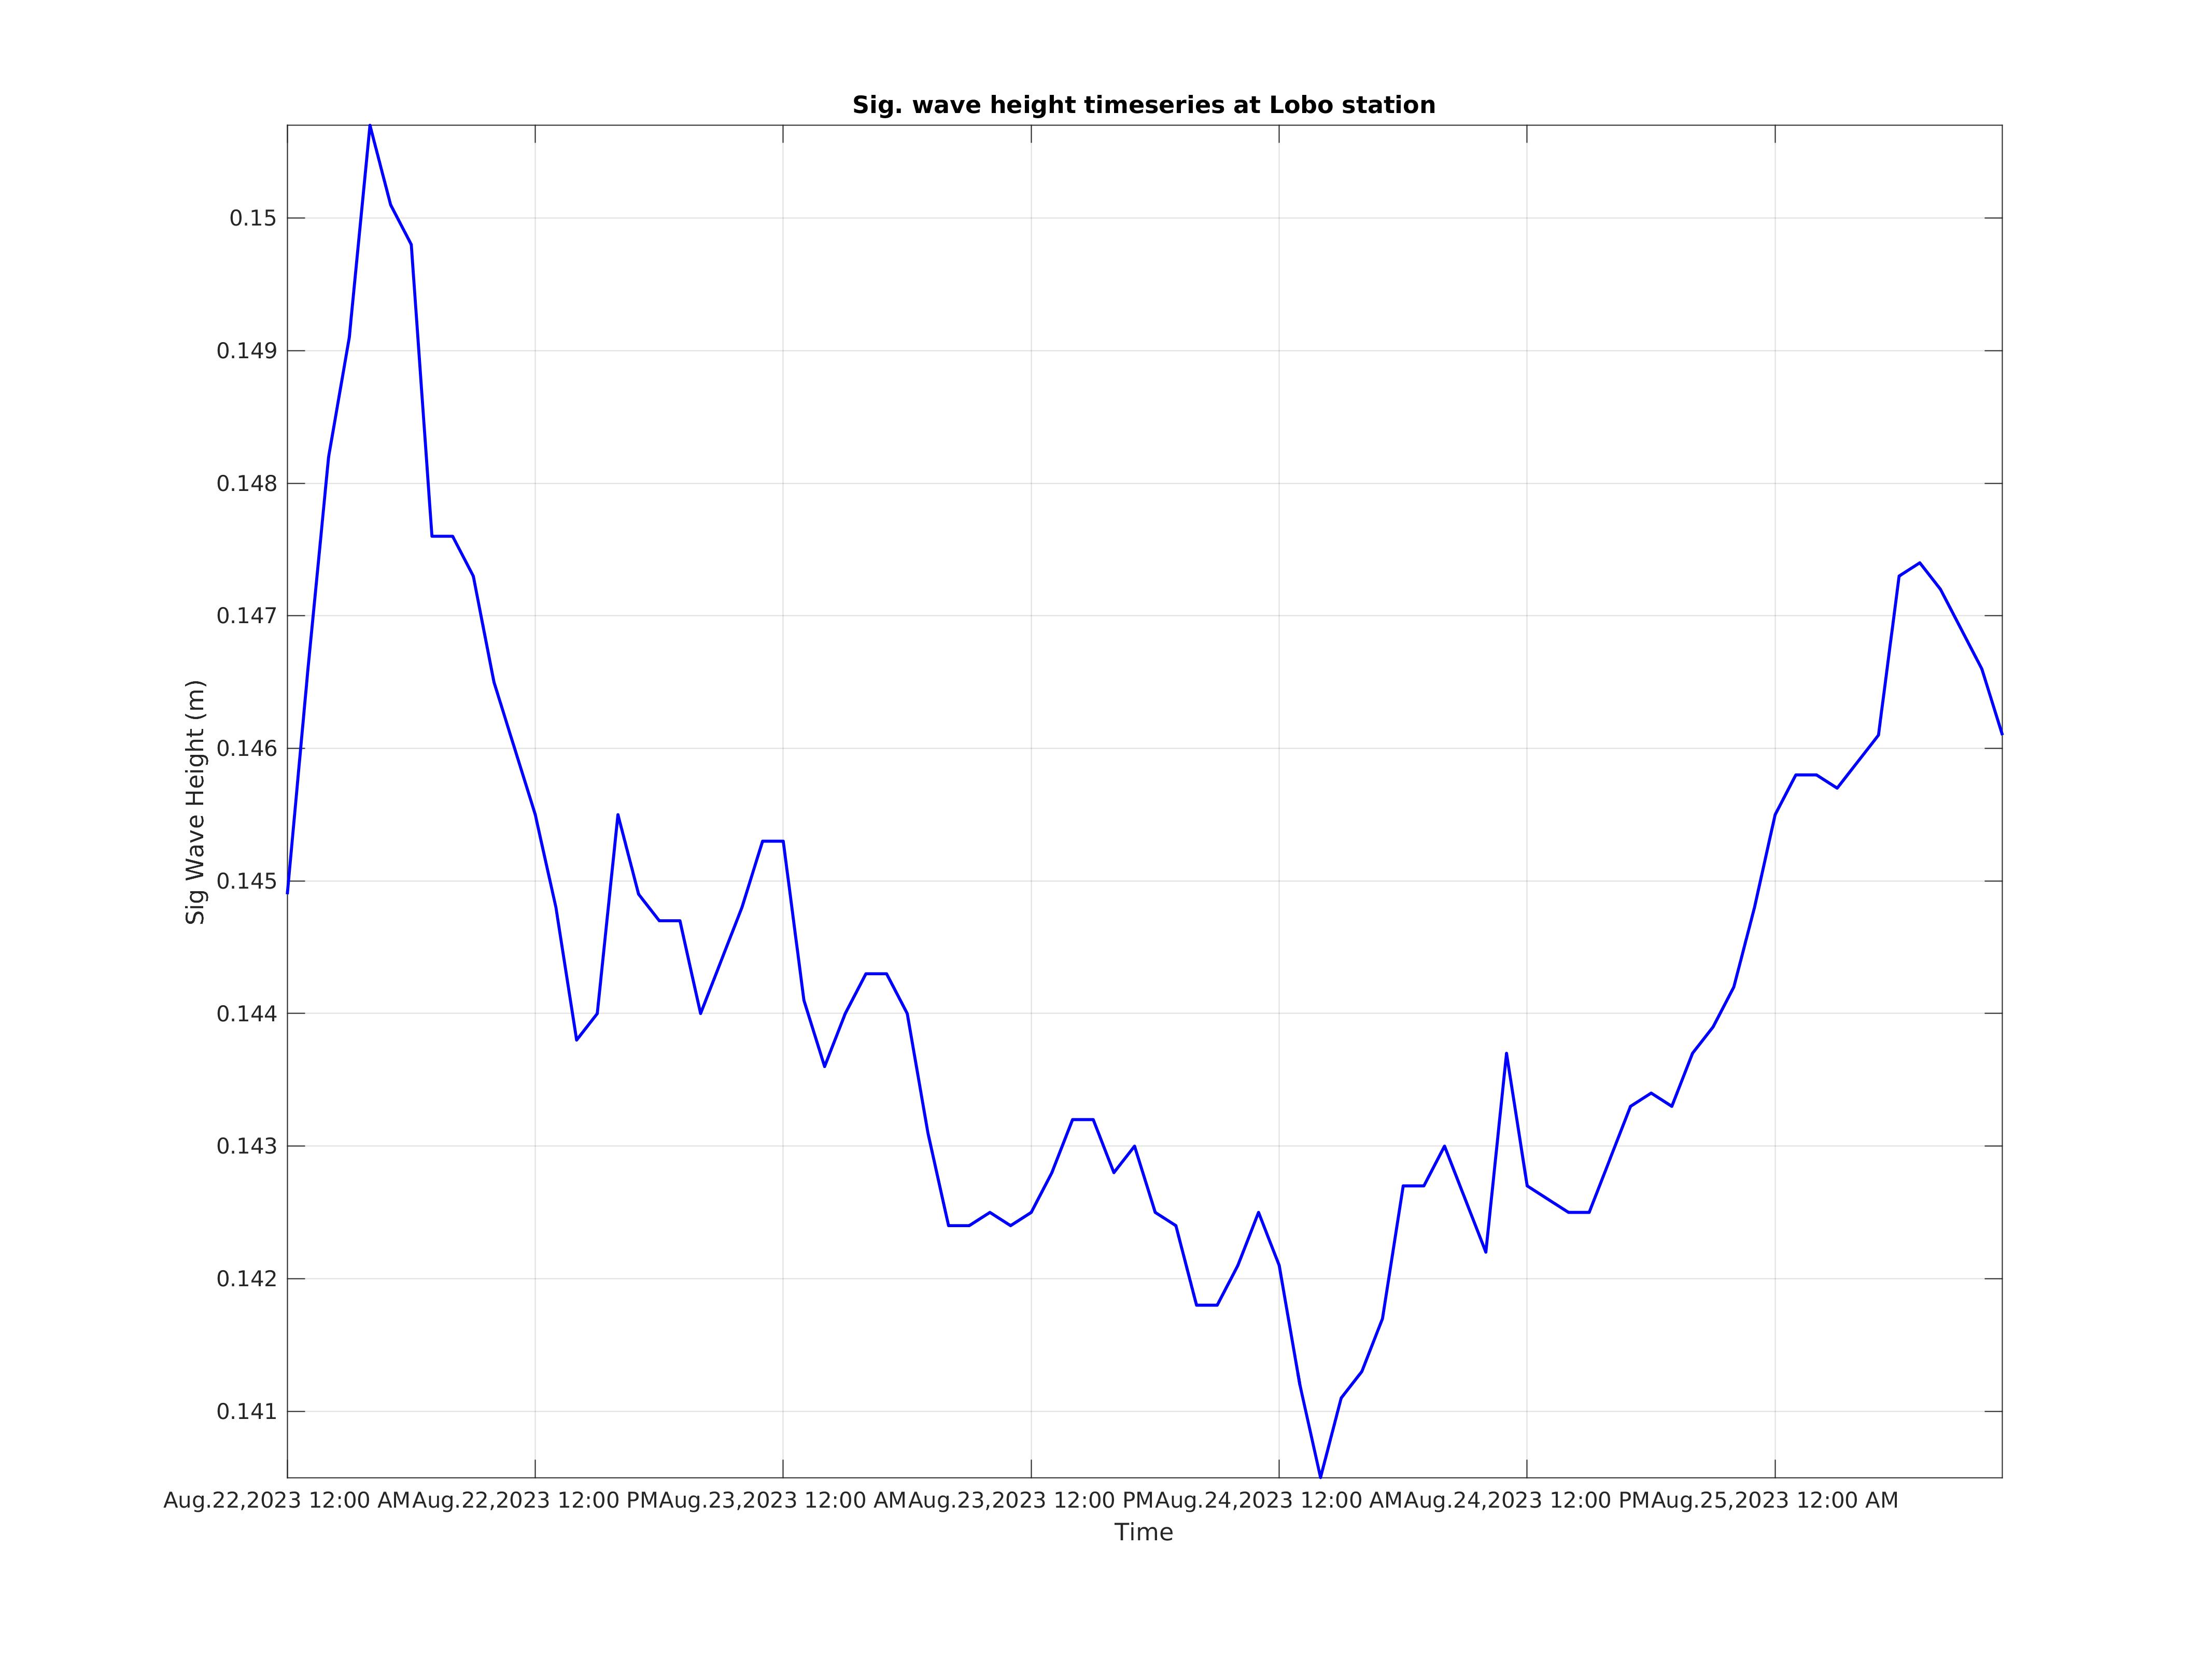 Sig. wave height timeseries at Lobo station
0.15
0.149
0.148
0.147
0.146
0.145
0.144
0.143
0.142
0.141
Sig Wave Height (m)
Aug.22,2023 12:00 AM Aug.22,2023 12:00 PM Aug.23,2023 12:00 AM Aug.23,2023 12:00 PM Aug.24,2023 12:00 AM Aug.24,2023 12:00 PM Aug.25,2023 12:00 AM
Time